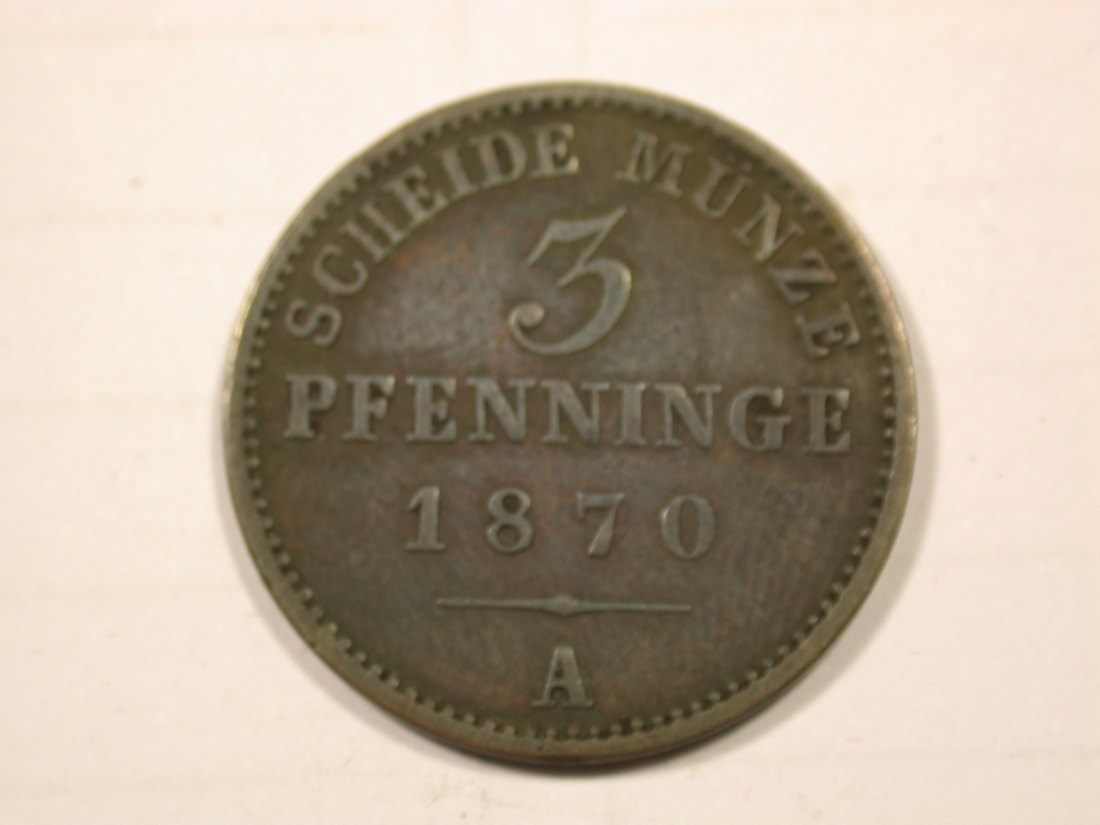 SCHEIDE MÜNZE
3
PFENNINGE
1870
A